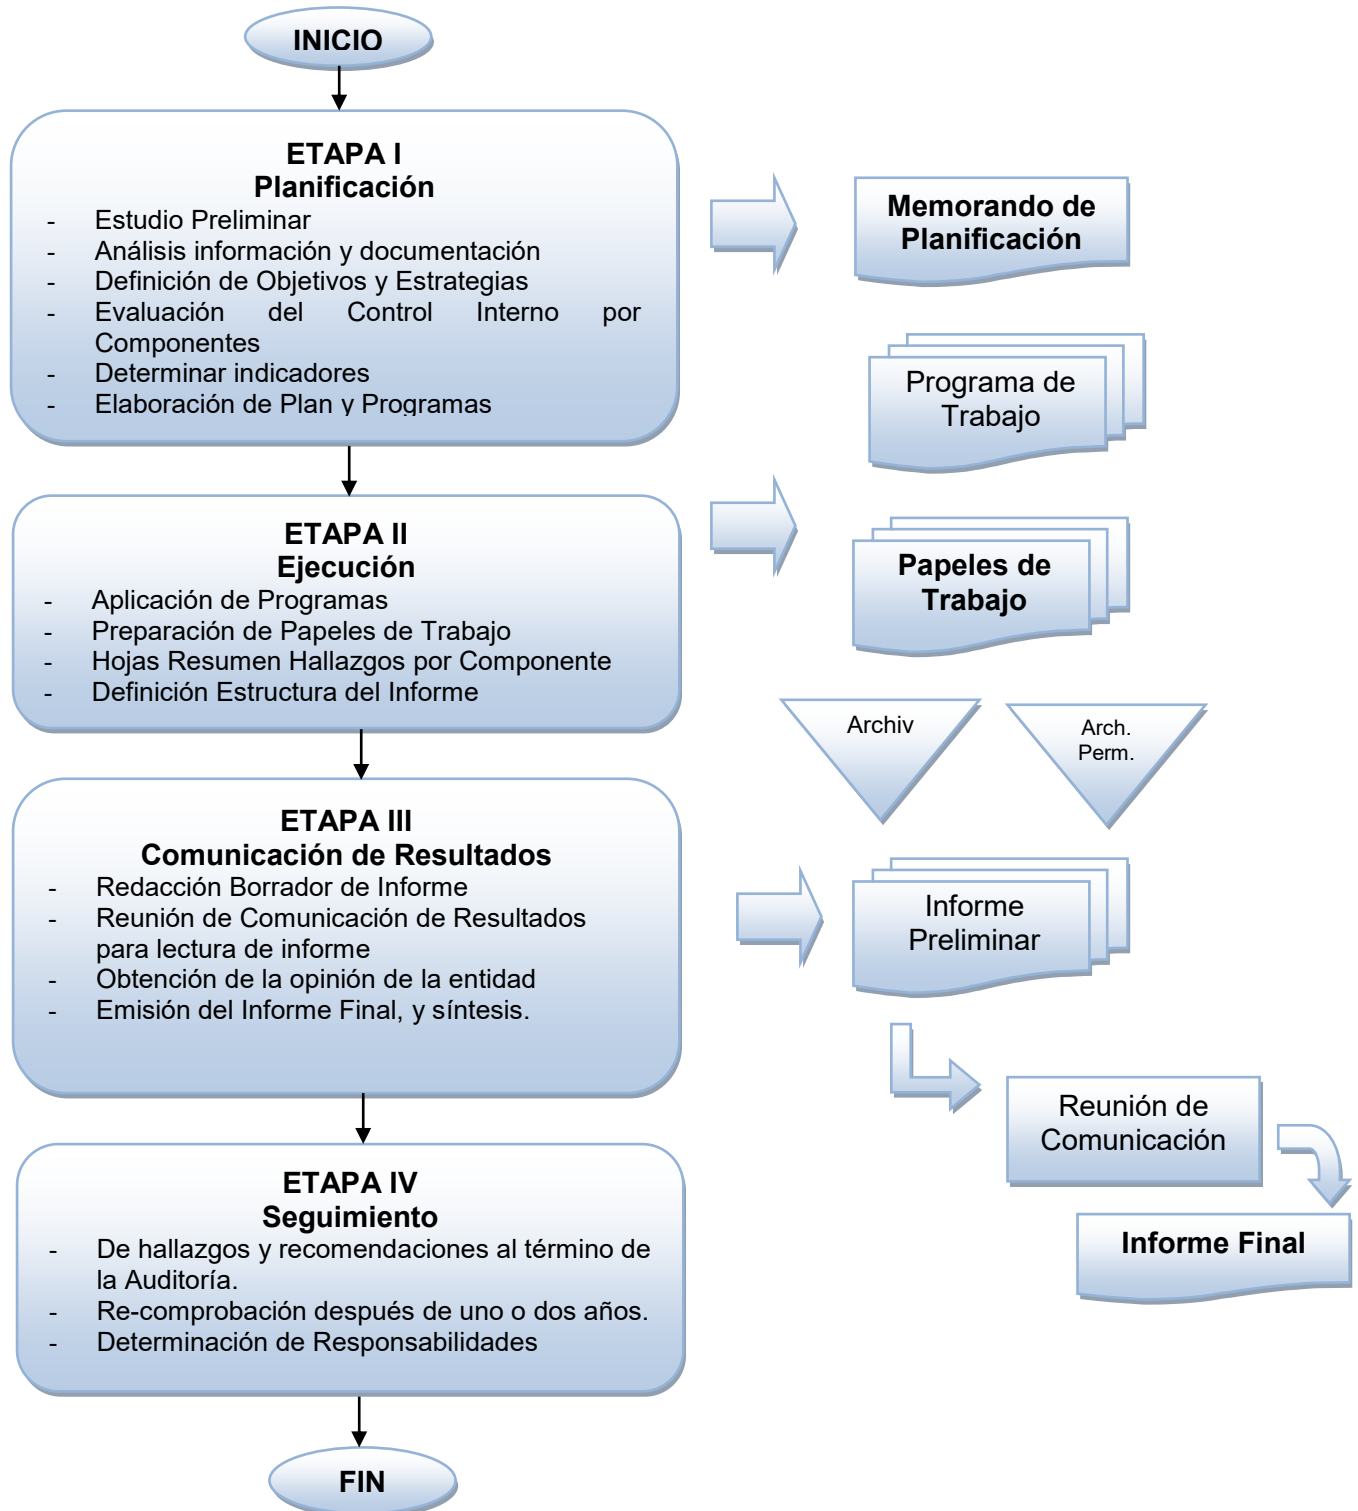 INICIO
ETAPA I
Planificación
- Estudio Preliminar
- Análisis información y documentación
- Definición de Objetivos y Estrategias
- Evaluación del Control Interno por
Componentes
- Determinar indicadores
- Elaboración de Plan y Programas
Memorando de
Planificación
Programa de
Trabajo
ETAPA II
Ejecución
- Aplicación de Programas
- Preparación de Papeles de Trabajo
- Hojas Resumen Hallazgos por Componente
- Definición Estructura del Informe
Papeles de
Trabajo
Archiv
Arch.
Perm.
ETAPA III
Comunicación de Resultados
- Redacción Borrador de Informe
- Reunión de Comunicación de Resultados
para lectura de informe
- Obtención de la opinión de la entidad
- Emisión del Informe Final, y síntesis.
Informe
Preliminar
Reunión de
Comunicación
Informe Final
ETAPA IV
Seguimiento
- De hallazgos y recomendaciones al término de
la Auditoría.
- Re-comprobación después de uno o dos años.
- Determinación de Responsabilidades
FIN